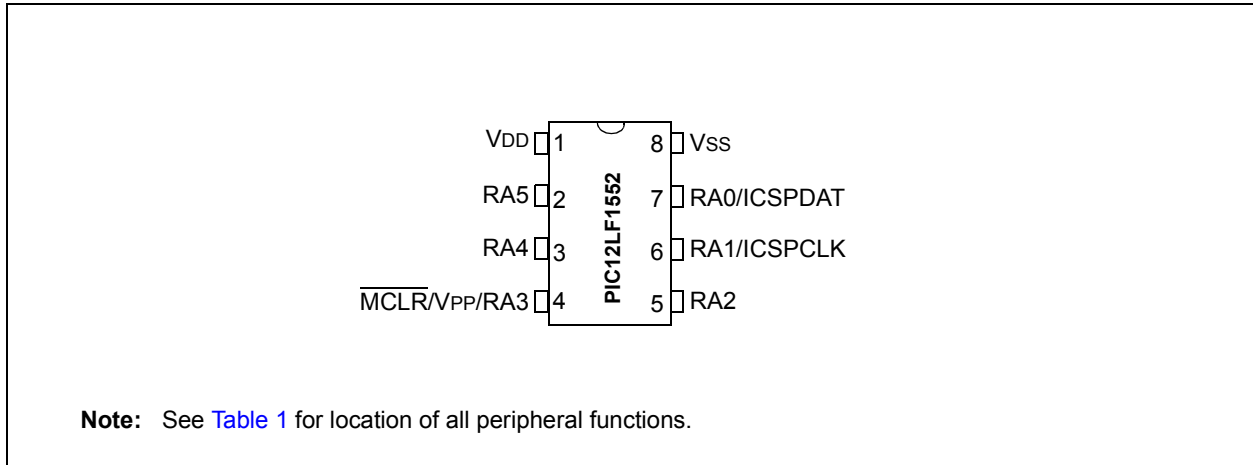 VDD 1 8 VSS
RA5 2 7 RA0/ICSPDAT
RA4 3 6 RA1/ICSPCLK
MCLR/VPP/RA3 4 5 RA2
PIC12LF1552
Note: See Table 1 for location of all peripheral functions.